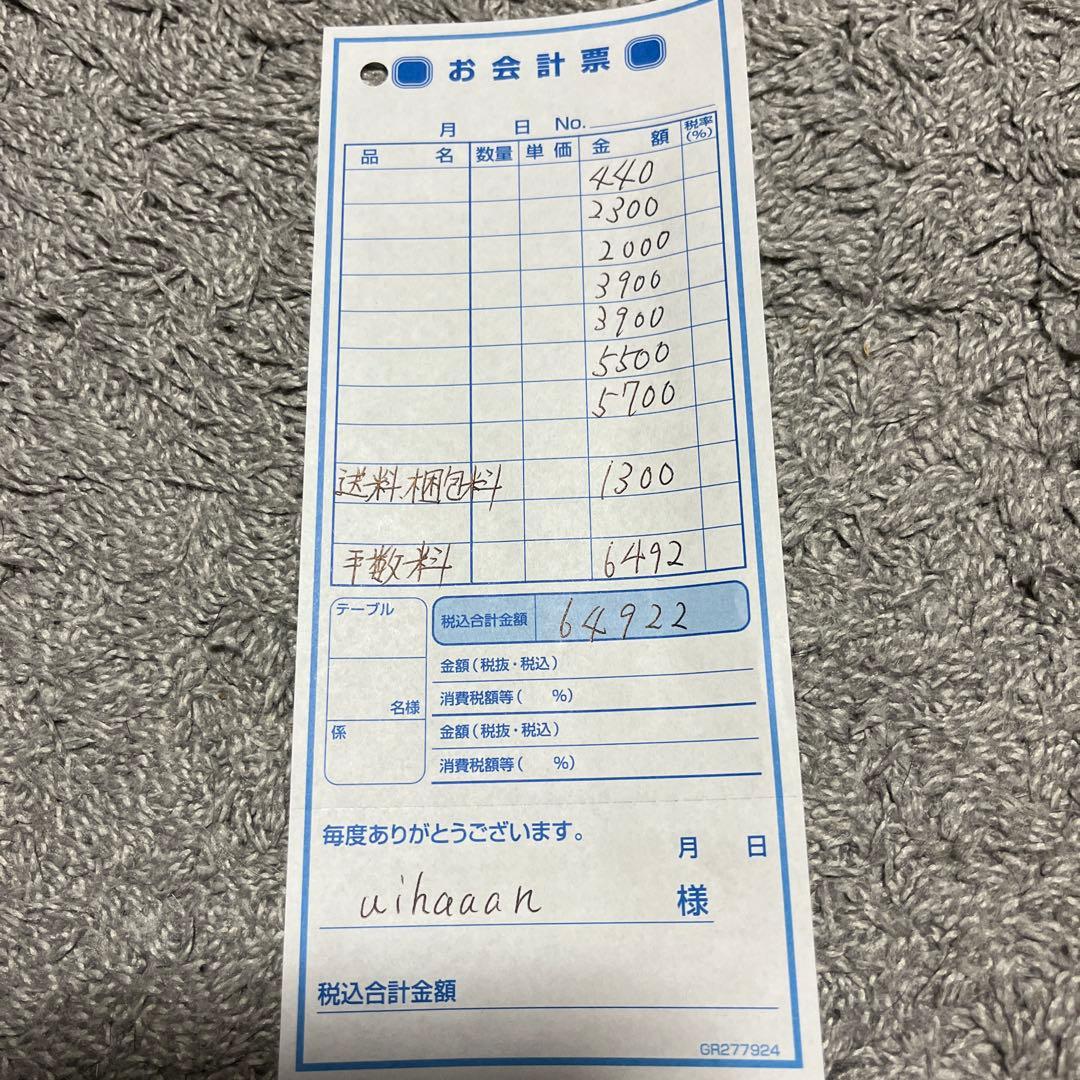 お会計票
月 日 No.
品名 数量 単価 金額 税率(%)
440
2300
2000
3900
3900
5500
5700
送料、梱包料 1300
手数料 6492
テーブル
税込合計金額 64922
金額(税抜・税込)
消費税額等( %)
名様
金額(税抜・税込)
係
消費税額等( %)
毎度ありがとうございます。
月 日
uihaaan 様
税込合計金額
GR277924